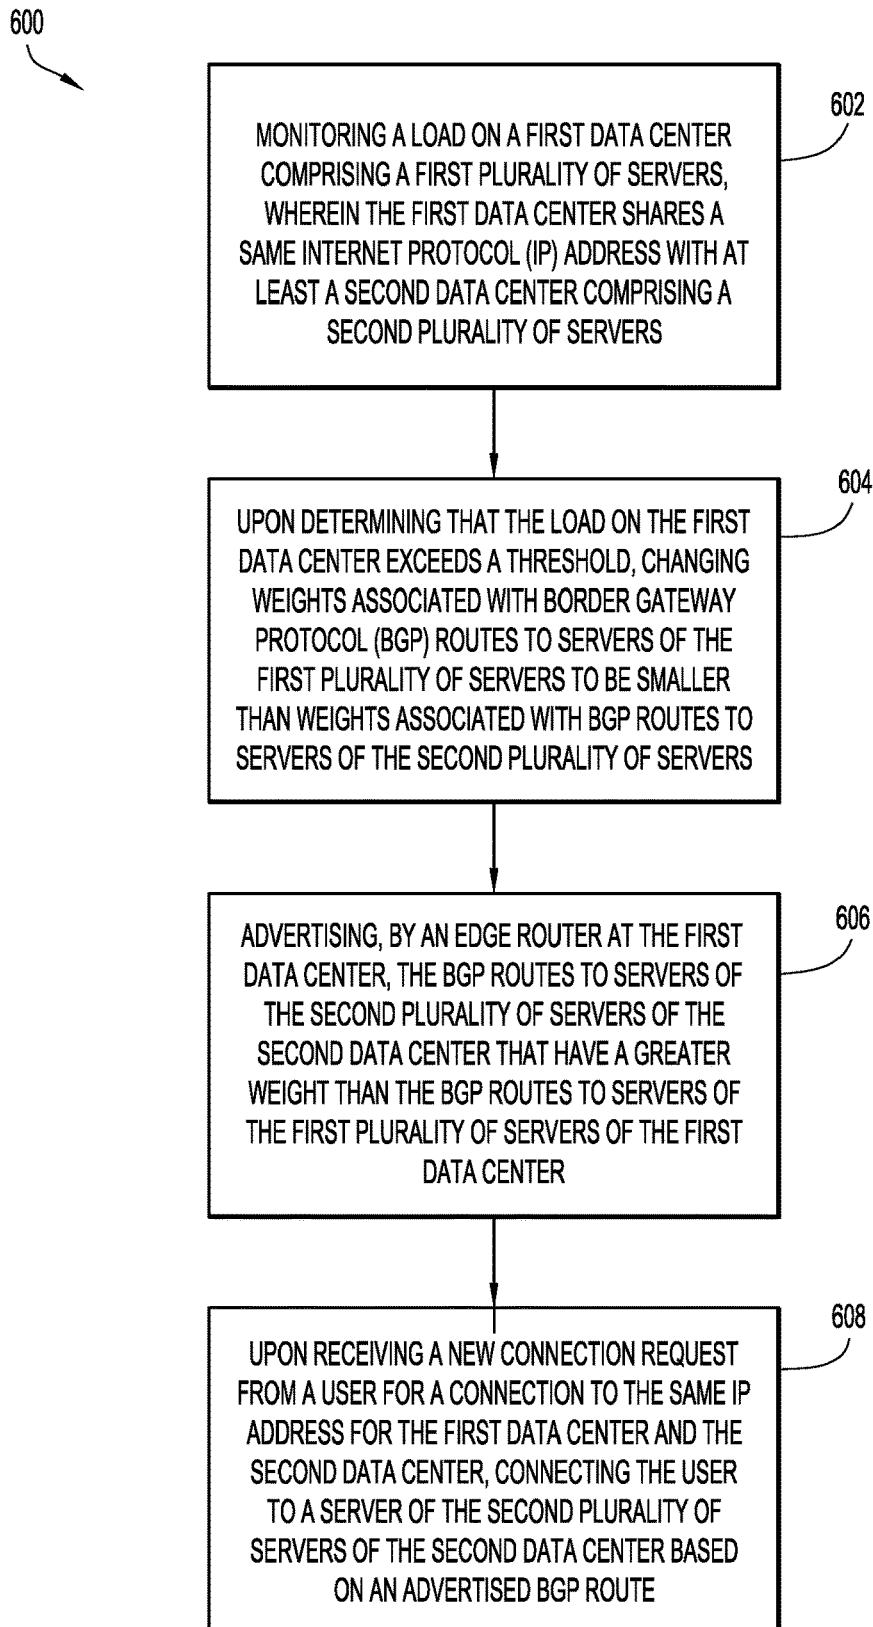 600
602
MONITORING A LOAD ON A FIRST DATA CENTER
COMPRISING A FIRST PLURALITY OF SERVERS,
WHEREIN THE FIRST DATA CENTER SHARES A
SAME INTERNET PROTOCOL (IP) ADDRESS WITH AT
LEAST A SECOND DATA CENTER COMPRISING A
SECOND PLURALITY OF SERVERS
604
UPON DETERMINING THAT THE LOAD ON THE FIRST
DATA CENTER EXCEEDS A THRESHOLD, CHANGING
WEIGHTS ASSOCIATED WITH BORDER GATEWAY
PROTOCOL (BGP) ROUTES TO SERVERS OF THE
FIRST PLURALITY OF SERVERS TO BE SMALLER
THAN WEIGHTS ASSOCIATED WITH BGP ROUTES TO
SERVERS OF THE SECOND PLURALITY OF SERVERS
606
ADVERTISING, BY AN EDGE ROUTER AT THE FIRST
DATA CENTER, THE BGP ROUTES TO SERVERS OF
THE SECOND PLURALITY OF SERVERS OF THE
SECOND DATA CENTER THAT HAVE A GREATER
WEIGHT THAN THE BGP ROUTES TO SERVERS OF
THE FIRST PLURALITY OF SERVERS OF THE FIRST
DATA CENTER
608
UPON RECEIVING A NEW CONNECTION REQUEST
FROM A USER FOR A CONNECTION TO THE SAME IP
ADDRESS FOR THE FIRST DATA CENTER AND THE
SECOND DATA CENTER, CONNECTING THE USER
TO A SERVER OF THE SECOND PLURALITY OF
SERVERS OF THE SECOND DATA CENTER BASED
ON AN ADVERTISED BGP ROUTE